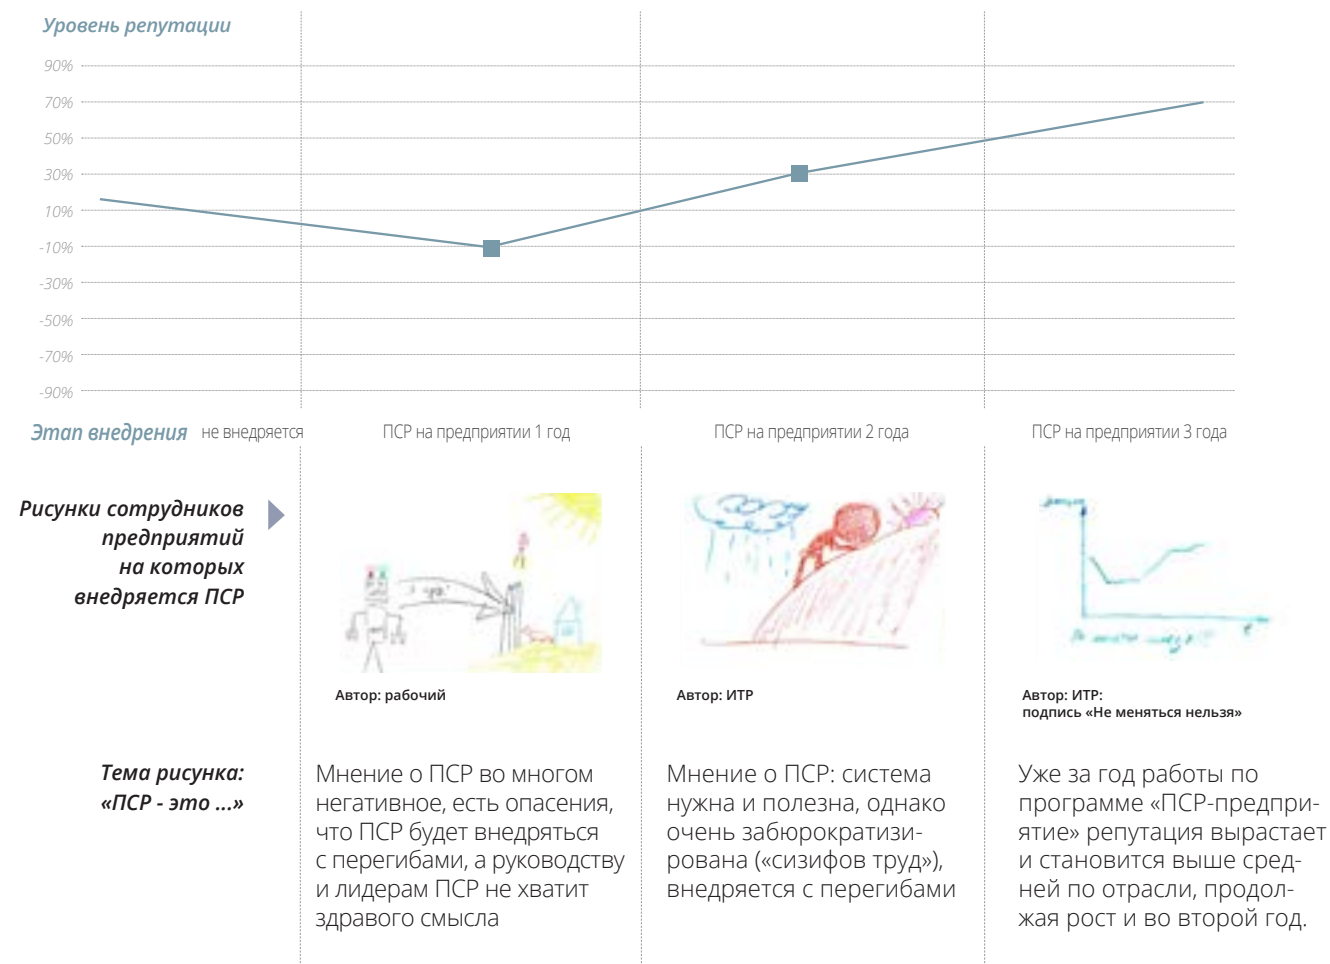 Уровень репутации
90%
70%
50%
30%
10%
-10%
-30%
-50%
-70%
-90%
Этап внедрения
не внедряется
ПСР на предприятии 1 год
ПСР на предприятии 2 года
ПСР на предприятии 3 года
Рисунки сотрудников
предприятий
на которых
внедряется ПСР
Автор: рабочий
Автор: ИТР
Автор: ИТР:
подпись «Не меняться нельзя»
Тема рисунка:
«ПСР - это ...»
Мнение о ПСР во многом
негативное, есть опасения,
что ПСР будет внедряться
с перегибами, а руководству
и лидерам ПСР не хватит
здравого смысла
Мнение о ПСР: система
нужна и полезна, однако
очень забюрократизи-
рована («сизифов труд»),
внедряется с перегибами
Уже за год работы по
программе «ПСР-предпри-
ятие» репутация вырастает
и становится выше сред-
ней по отрасли, продол-
жая рост и во второй год.